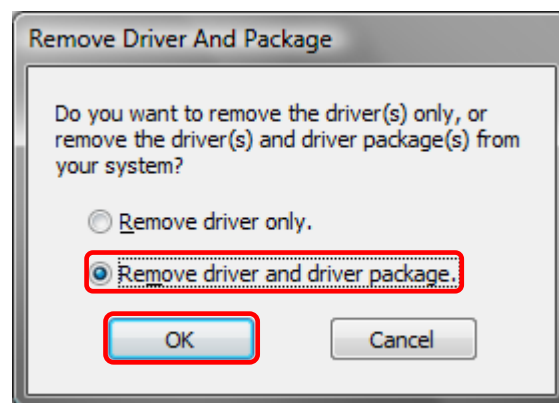 Remove Driver And Package
Do you want to remove the driver(s) only, or
remove the driver(s) and driver package(s) from
your system?
Remove driver only.
Remove driver and driver package.
OK
Cancel